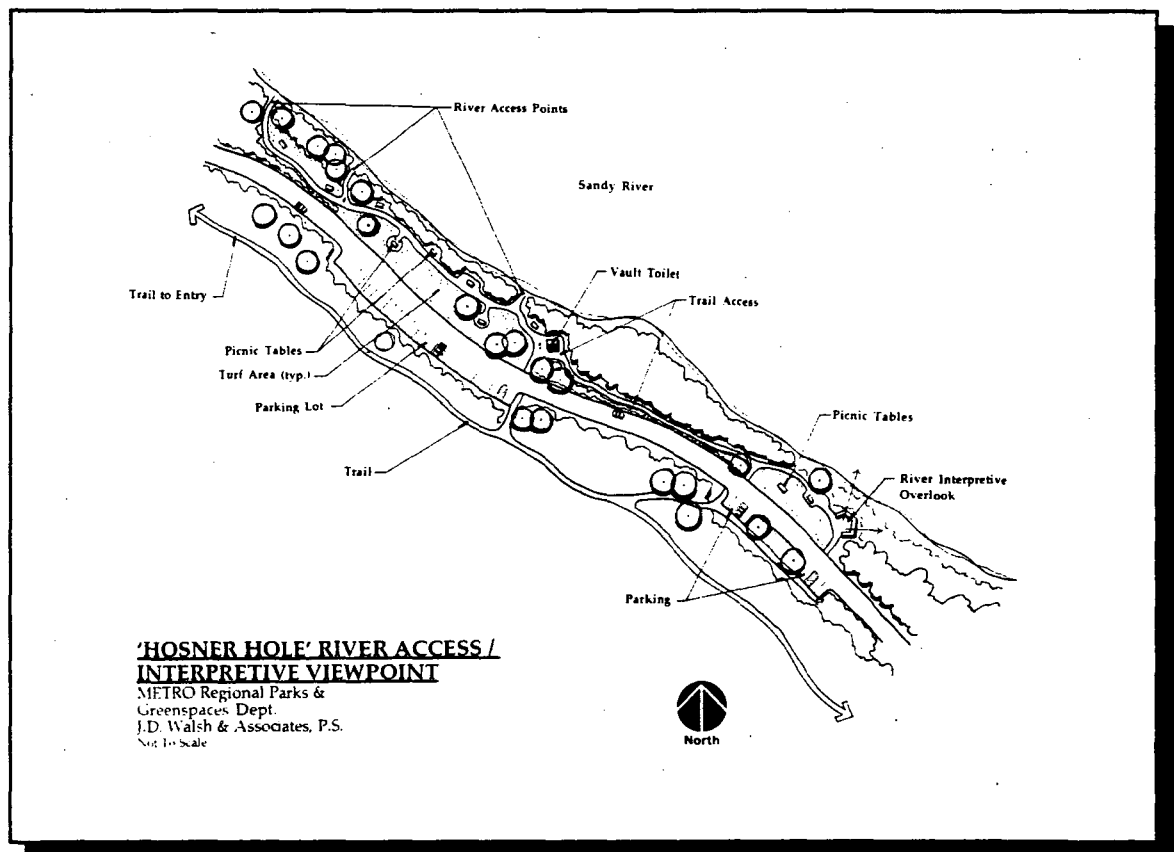 River Access Points
Sandy River
Vault Toilet
Trail Access
Trail to Entry
Picnic Tables
Turf Area (typ.)
Parking Lot
Picnic Tables
Trail
River Interpretive
Overlook
Parking
'HOSNER HOLE' RIVER ACCESS /
INTERPRETIVE VIEWPOINT
METRO Regional Parks &
Greenspaces Dept.
J.D. Walsh & Associates, P.S.
Not To Scale
North